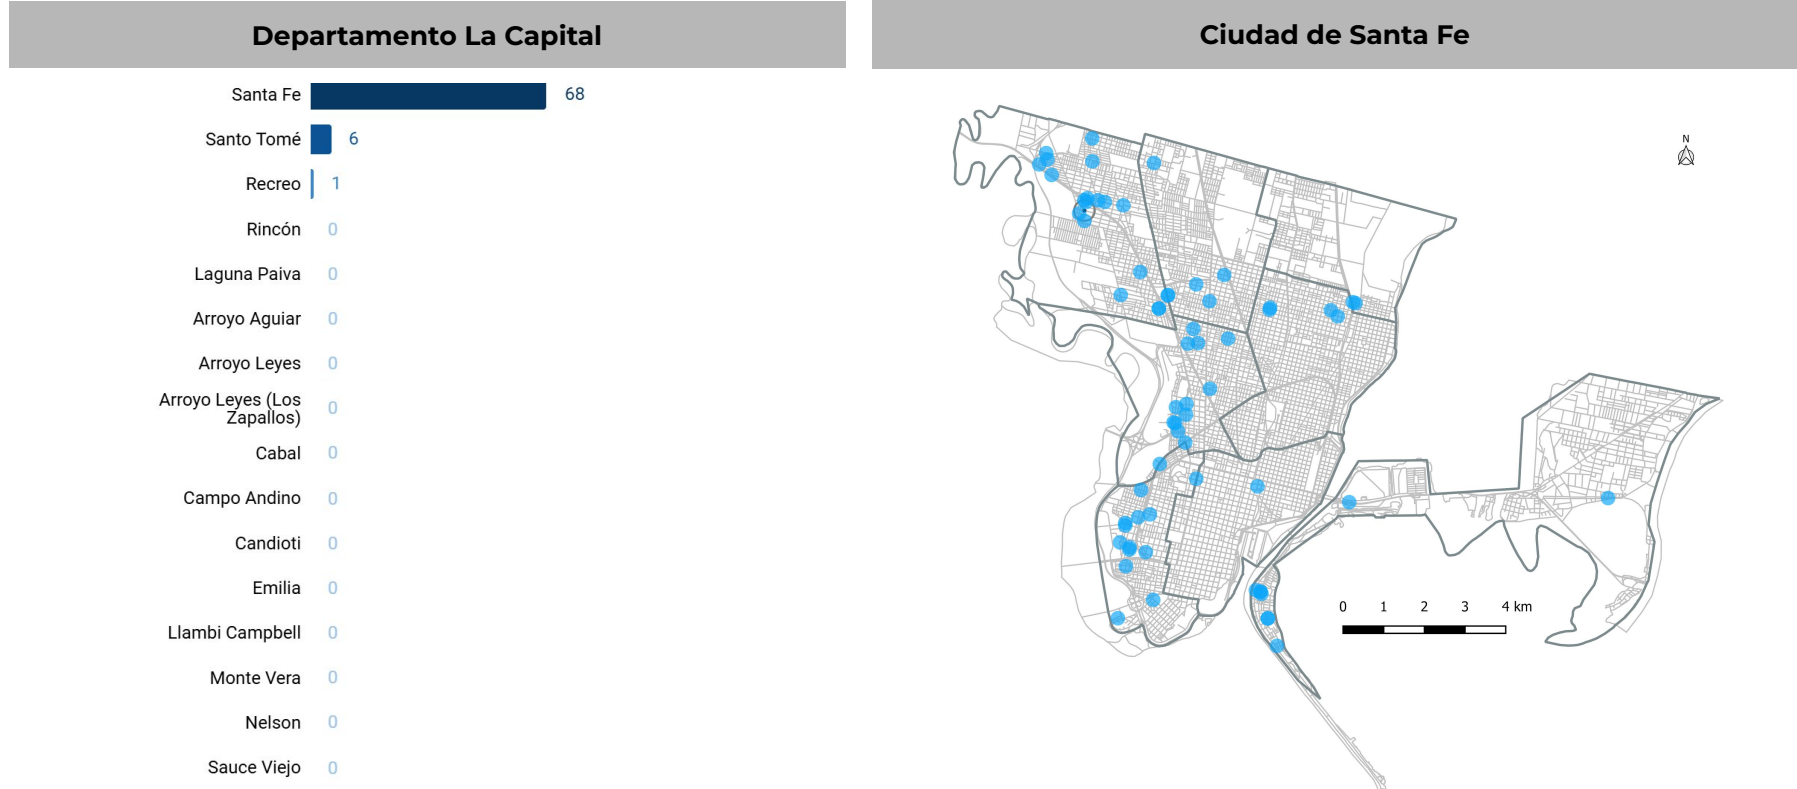 Departamento La Capital
Santa Fe 68
Santo Tomé 6
Recreo 1
Rincón 0
Laguna Paiva 0
Arroyo Aguiar 0
Arroyo Leyes 0
Arroyo Leyes (Los
Zapallos) 0
Cabal 0
Campo Andino 0
Candioti 0
Emilia 0
Llambi Campbell 0
Monte Vera 0
Nelson 0
Sauce Viejo 0
Ciudad de Santa Fe
N
0 1 2 3 4 km